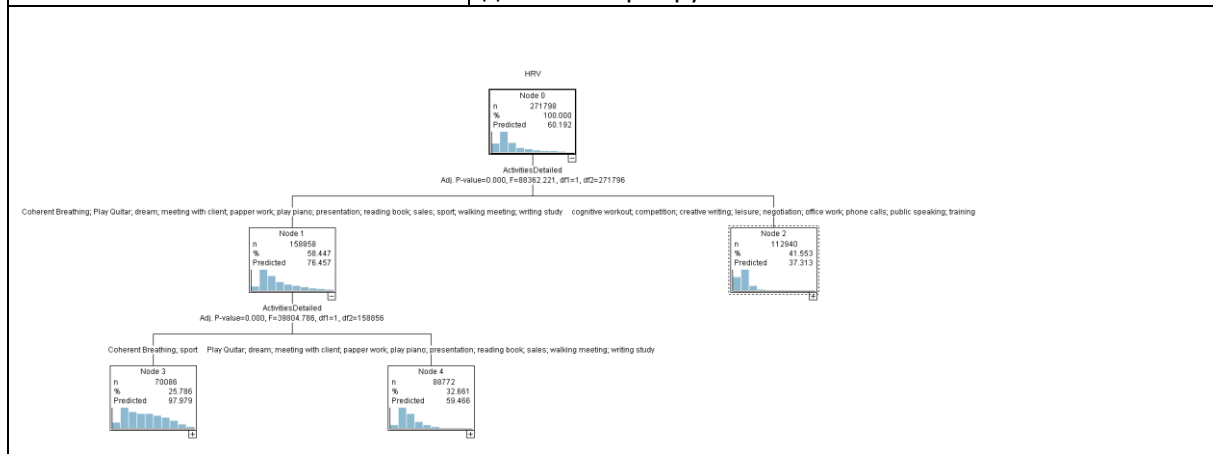 HRV
Node 0
n 271798
% 100.000
Predicted 60.192
ActivitiesDetailed
Adj. P-value=0.000, F=88362.221, df1=1, df2=271796
Coherent Breathing; Play Quitar; dream; meeting with client; papper work; play piano; presentation; reading book; sales; sport; walking meeting; writing study
cognitive workout; competition; creative writing; leisure; negotiation; office work; phone calls; public speaking; training
Node 1
n 158858
% 58.447
Predicted 76.457
Node 2
n 112940
% 41.553
Predicted 37.313
ActivitiesDetailed
Adj. P-value=0.000, F=39804.786, df1=1, df2=158856
Coherent Breathing; sport
Play Quitar; dream; meeting with client; papper work; play piano; presentation; reading book; sales; walking meeting; writing study
Node 3
n 70086
% 25.786
Predicted 97.979
Node 4
n 88772
% 32.661
Predicted 59.466